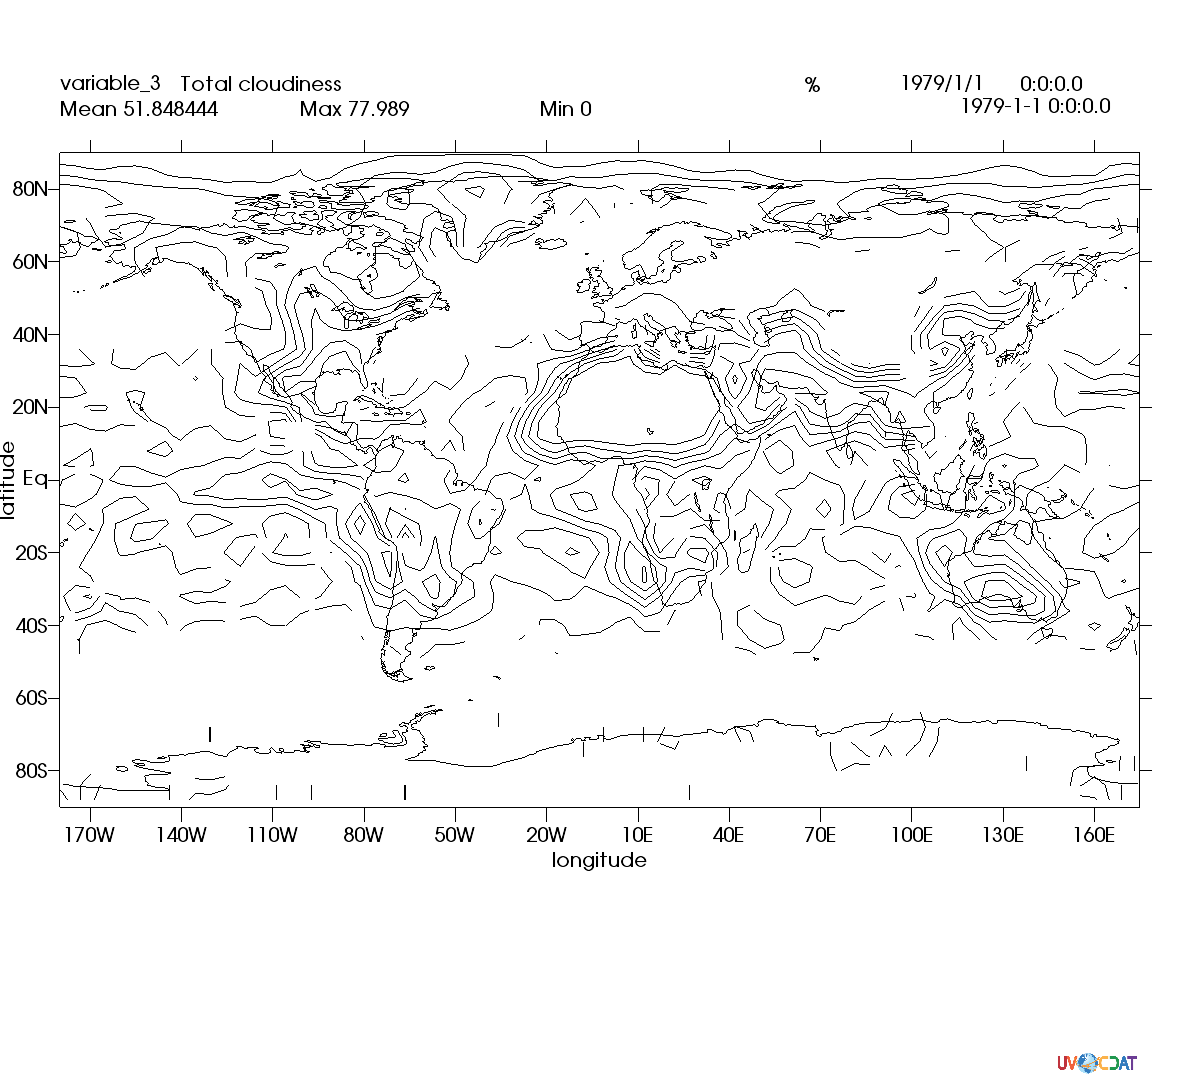 variable_3 Total cloudiness % 1979/1/1 0:0:0.0
Mean 51.848444 Max 77.989 Min 0 1979-1-1 0:0:0.0
80N
60N
40N
20N
Eq
20S
40S
60S
80S
latitude
170W 140W 110W 80W 50W 20W 10E 40E 70E 100E 130E 160E
longitude
UV CDAT